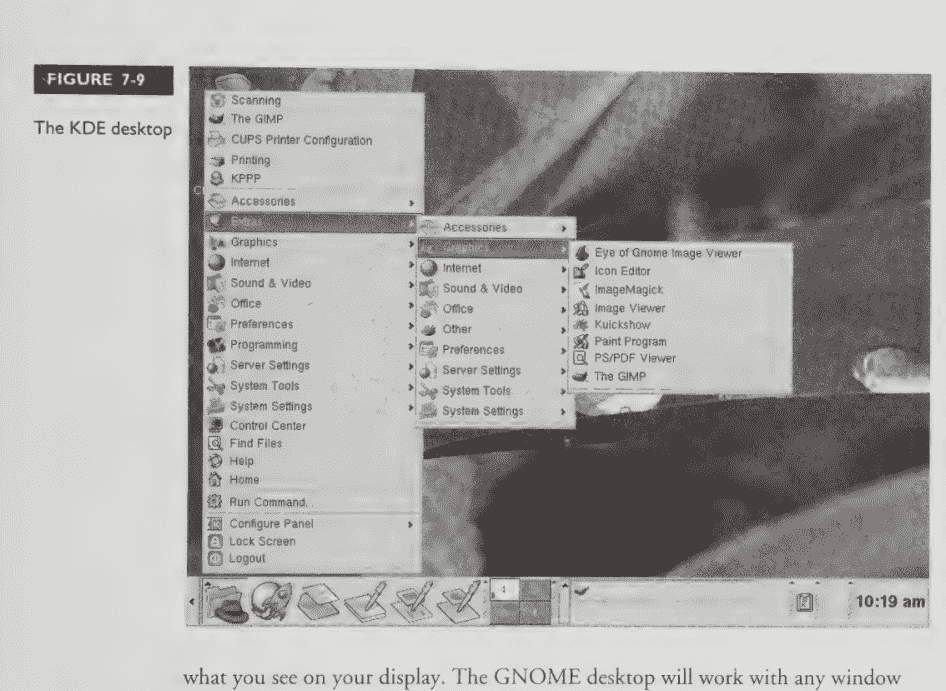 FIGURE 7-9
The KDE desktop
Scanning
The GIMP
CUPS Printer Configuration
Printing
KPPP
Accessories
Extras
Graphics
Internet
Sound & Video
Office
Preferences
Programming
Server Settings
System Tools
System Settings
Control Center
Find Files
Help
Home
Run Command...
Configure Panel
Lock Screen
Logout
Accessories
Graphics
Internet
Sound & Video
Office
Other
Preferences
Server Settings
System Tools
System Settings
Eye of Gnome Image Viewer
Icon Editor
ImageMagick
Image Viewer
Kuickshow
Paint Program
PS/PDF Viewer
The GIMP
1
10:19 am
what you see on your display. The GNOME desktop will work with any window